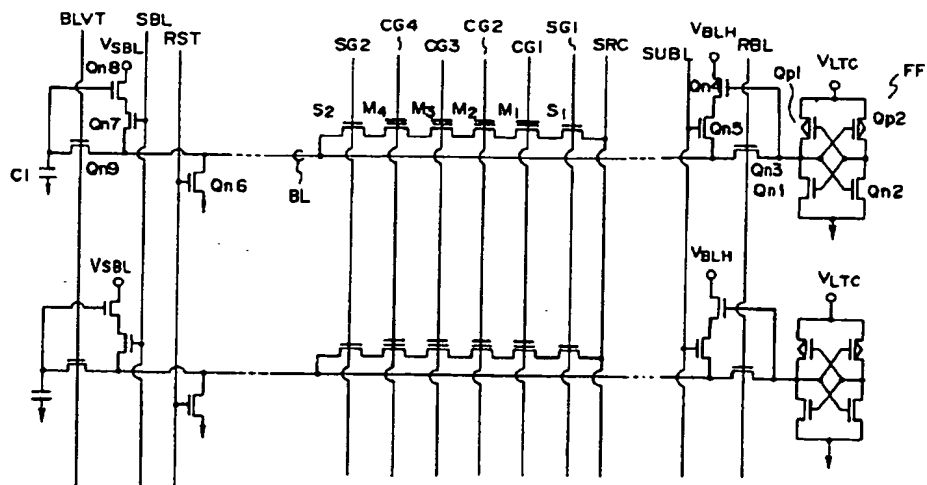 BLVT SBL RST
VSBL
Qn8
Qn7
Qn9
C1
Qn6
BL
SG2 CG4 CG3 CG2 CG1 SG1 SRC
S2 M4 M3 M2 M1 S1
SUBL VBLH RBL
Qn4
Qn5
Qn3
Qp1 VLTC FF
Qp2
Qn1 Qn2
VSBL
VBLH
VLTC